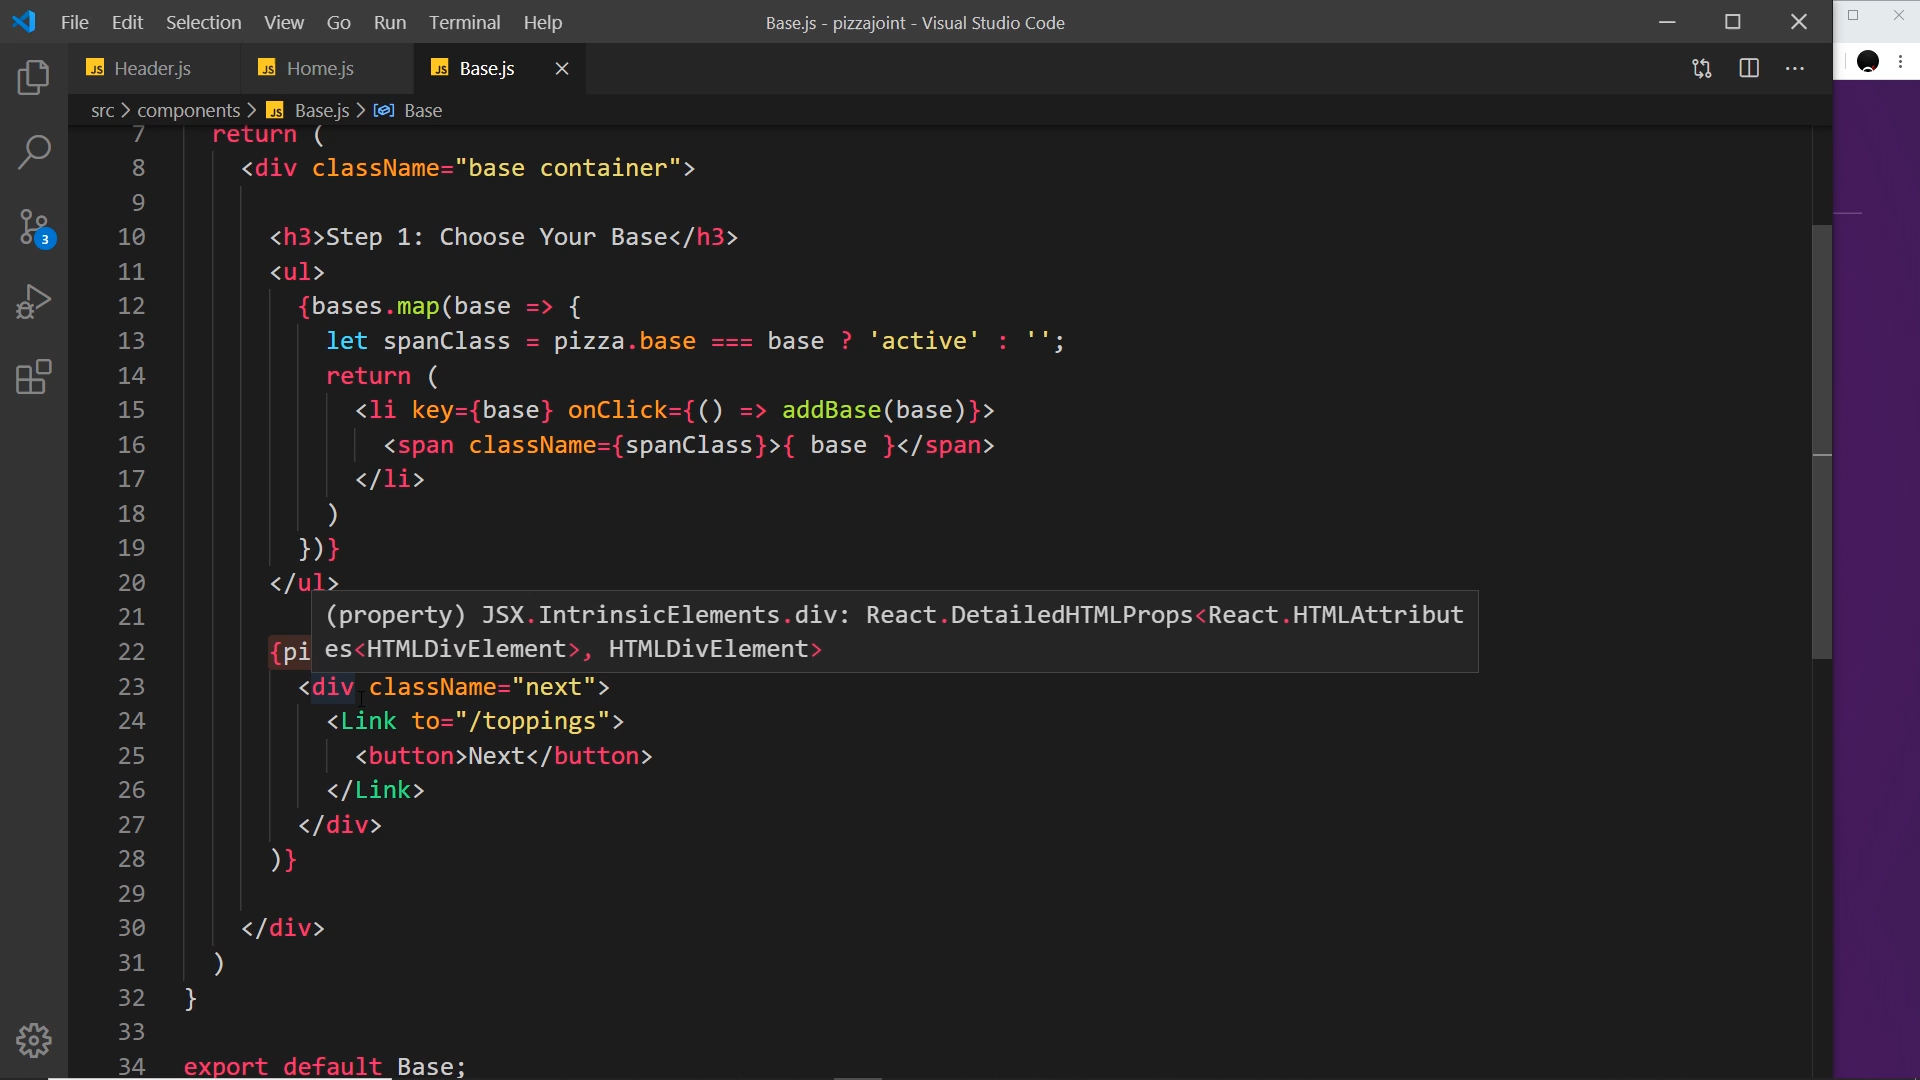 File Edit Selection View Go Run Terminal Help Base.js - pizzajoint - Visual Studio Code
JS Header.js JS Home.js JS Base.js
src > components > JS Base.js > Base
3
7 return (
8 <div className="base container">
9
10 <h3>Step 1: Choose Your Base</h3>
11 <ul>
12 {bases.map(base => {
13 let spanClass = pizza.base === base ? 'active' : '';
14 return (
15 <li key={base} onClick={() => addBase(base)}>
16 <span className={spanClass}>{ base }</span>
17 </li>
18 )
19 })}
20 </ul>
21 (property) JSX.IntrinsicElements.div: React.DetailedHTMLProps<React.HTMLAttribut
22 {pi es<HTMLDivElement>, HTMLDivElement>
23 <div className="next">
24 <Link to="/toppings">
25 <button>Next</button>
26 </Link>
27 </div>
28 )}
29
30 </div>
31 )
32 }
33
34 export default Base;